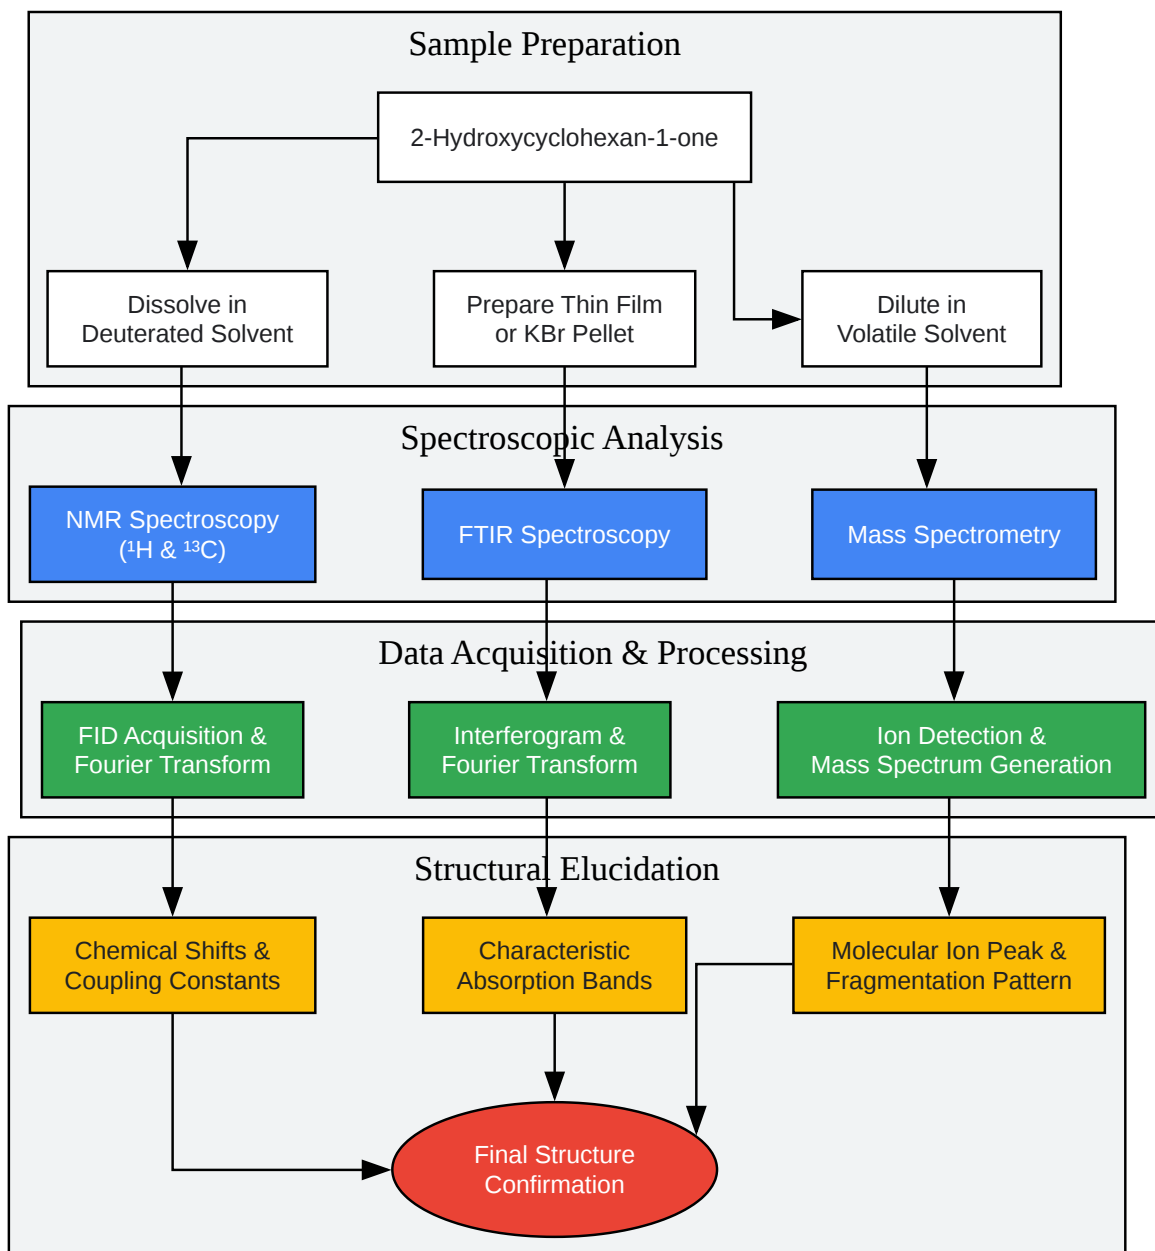 Sample Preparation
2-Hydroxycyclohexan-1-one
Dissolve in
Deuterated Solvent
Prepare Thin Film
or KBr Pellet
Dilute in
Volatile Solvent
Spectroscopic Analysis
NMR Spectroscopy
(¹H & ¹³C)
FTIR Spectroscopy
Mass Spectrometry
Data Acquisition & Processing
FID Acquisition &
Fourier Transform
Interferogram &
Fourier Transform
Ion Detection &
Mass Spectrum Generation
Structural Elucidation
Chemical Shifts &
Coupling Constants
Characteristic
Absorption Bands
Molecular Ion Peak &
Fragmentation Pattern
Final Structure
Confirmation